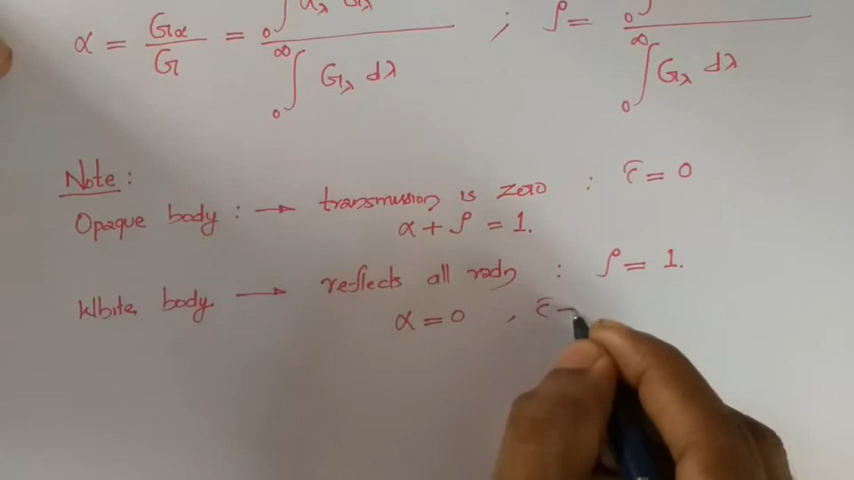 α = Gα / G = ∫₀^∞ αλ Gλ / ∫₀^∞ Gλ dλ ; ρ = / ∫₀^∞ Gλ dλ
Note :
Opaque body : → transmission is zero : τ = 0
α + ρ = 1.
White body → reflects all radn : ρ = 1.
α = 0 , τ –